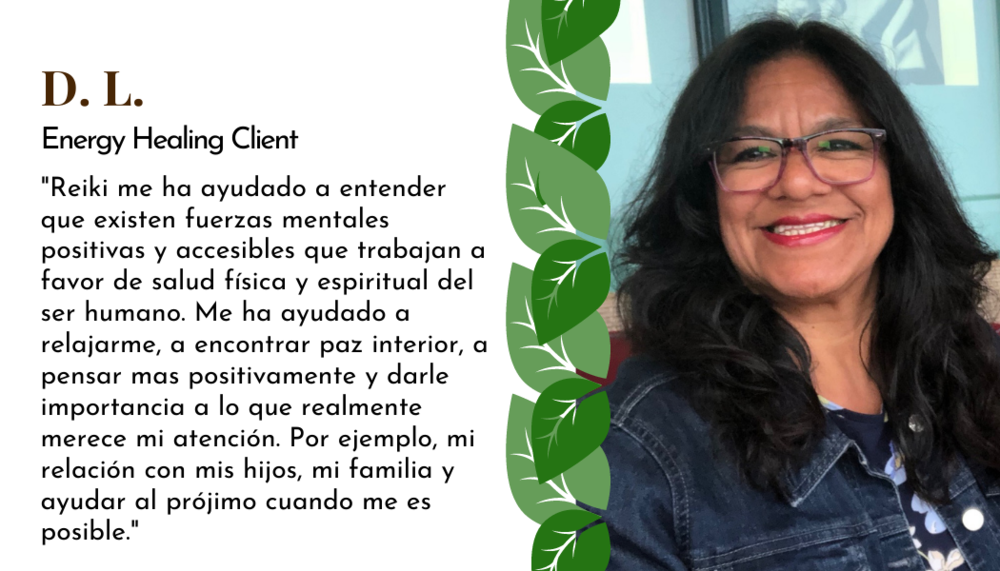 D. L.
Energy Healing Client
"Reiki me ha ayudado a entender
que existen fuerzas mentales
positivas y accesibles que trabajan a
favor de salud física y espiritual del
ser humano. Me ha ayudado a
relajarme, a encontrar paz interior, a
pensar mas positivamente y darle
importancia a lo que realmente
merece mi atención. Por ejemplo, mi
relación con mis hijos, mi familia y
ayudar al prójimo cuando me es
posible."